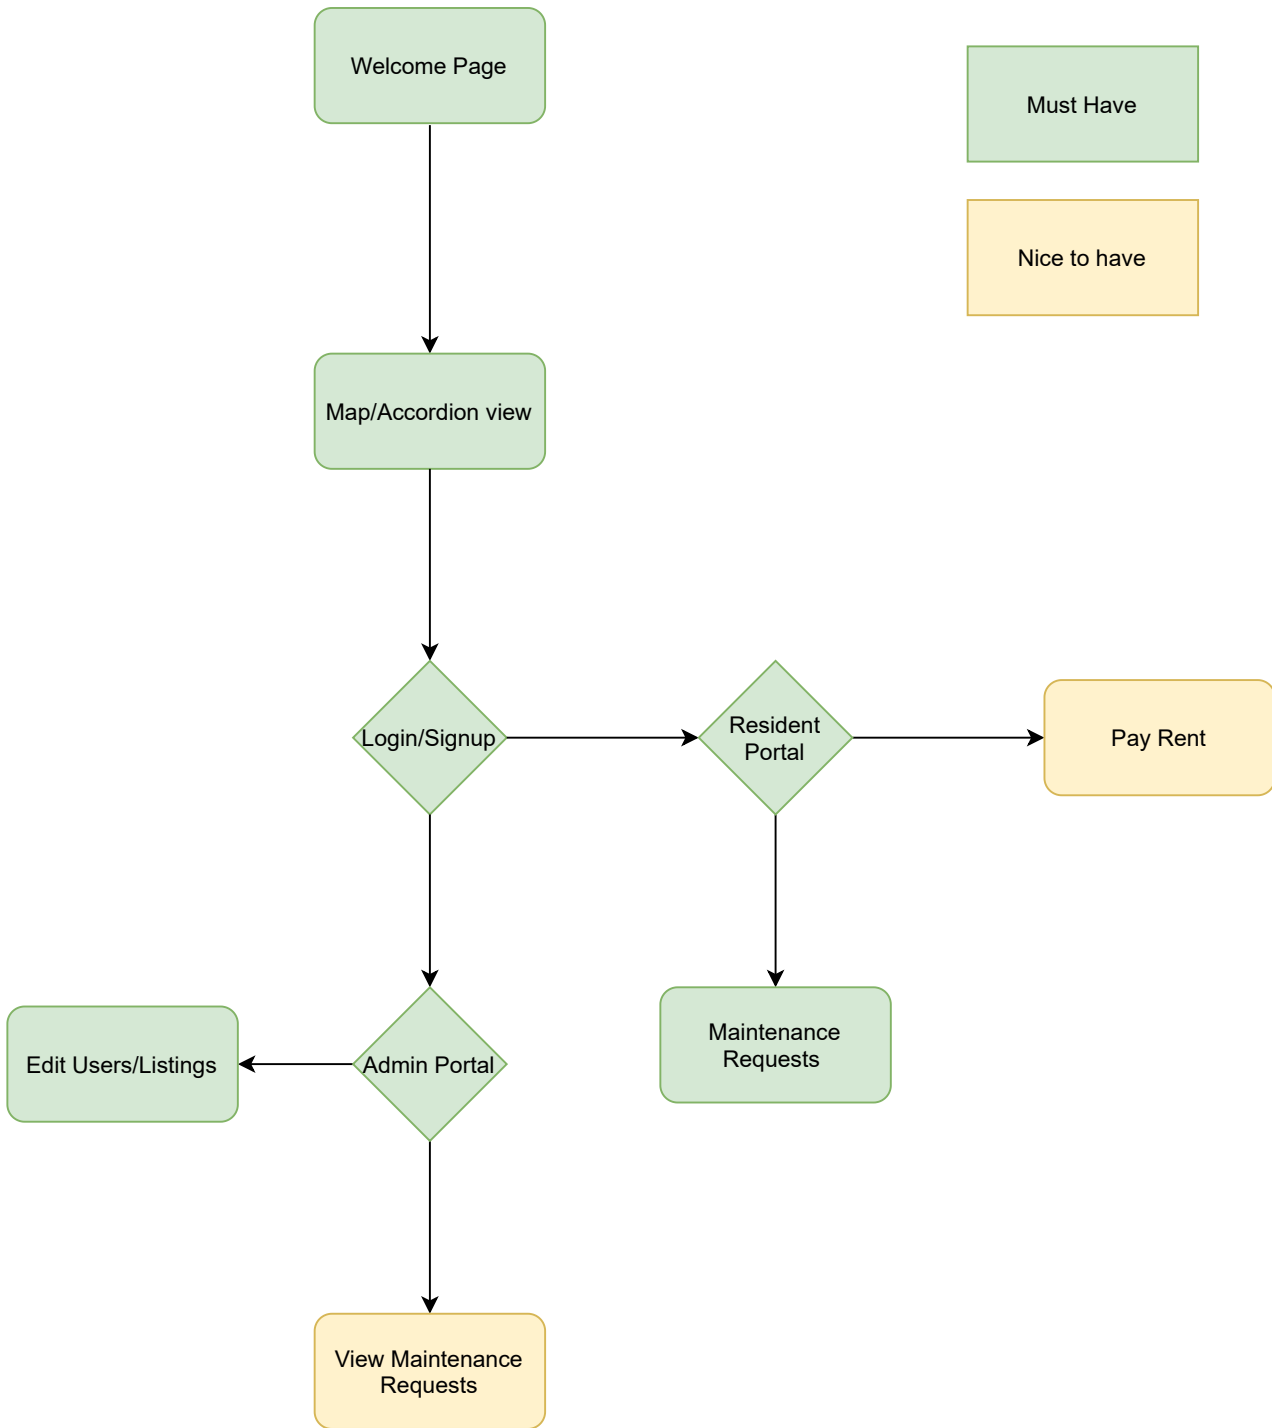 Welcome Page
Must Have
Nice to have
Map/Accordion view
Login/Signup
Resident
Portal
Pay Rent
Edit Users/Listings
Admin Portal
Maintenance
Requests
View Maintenance
Requests